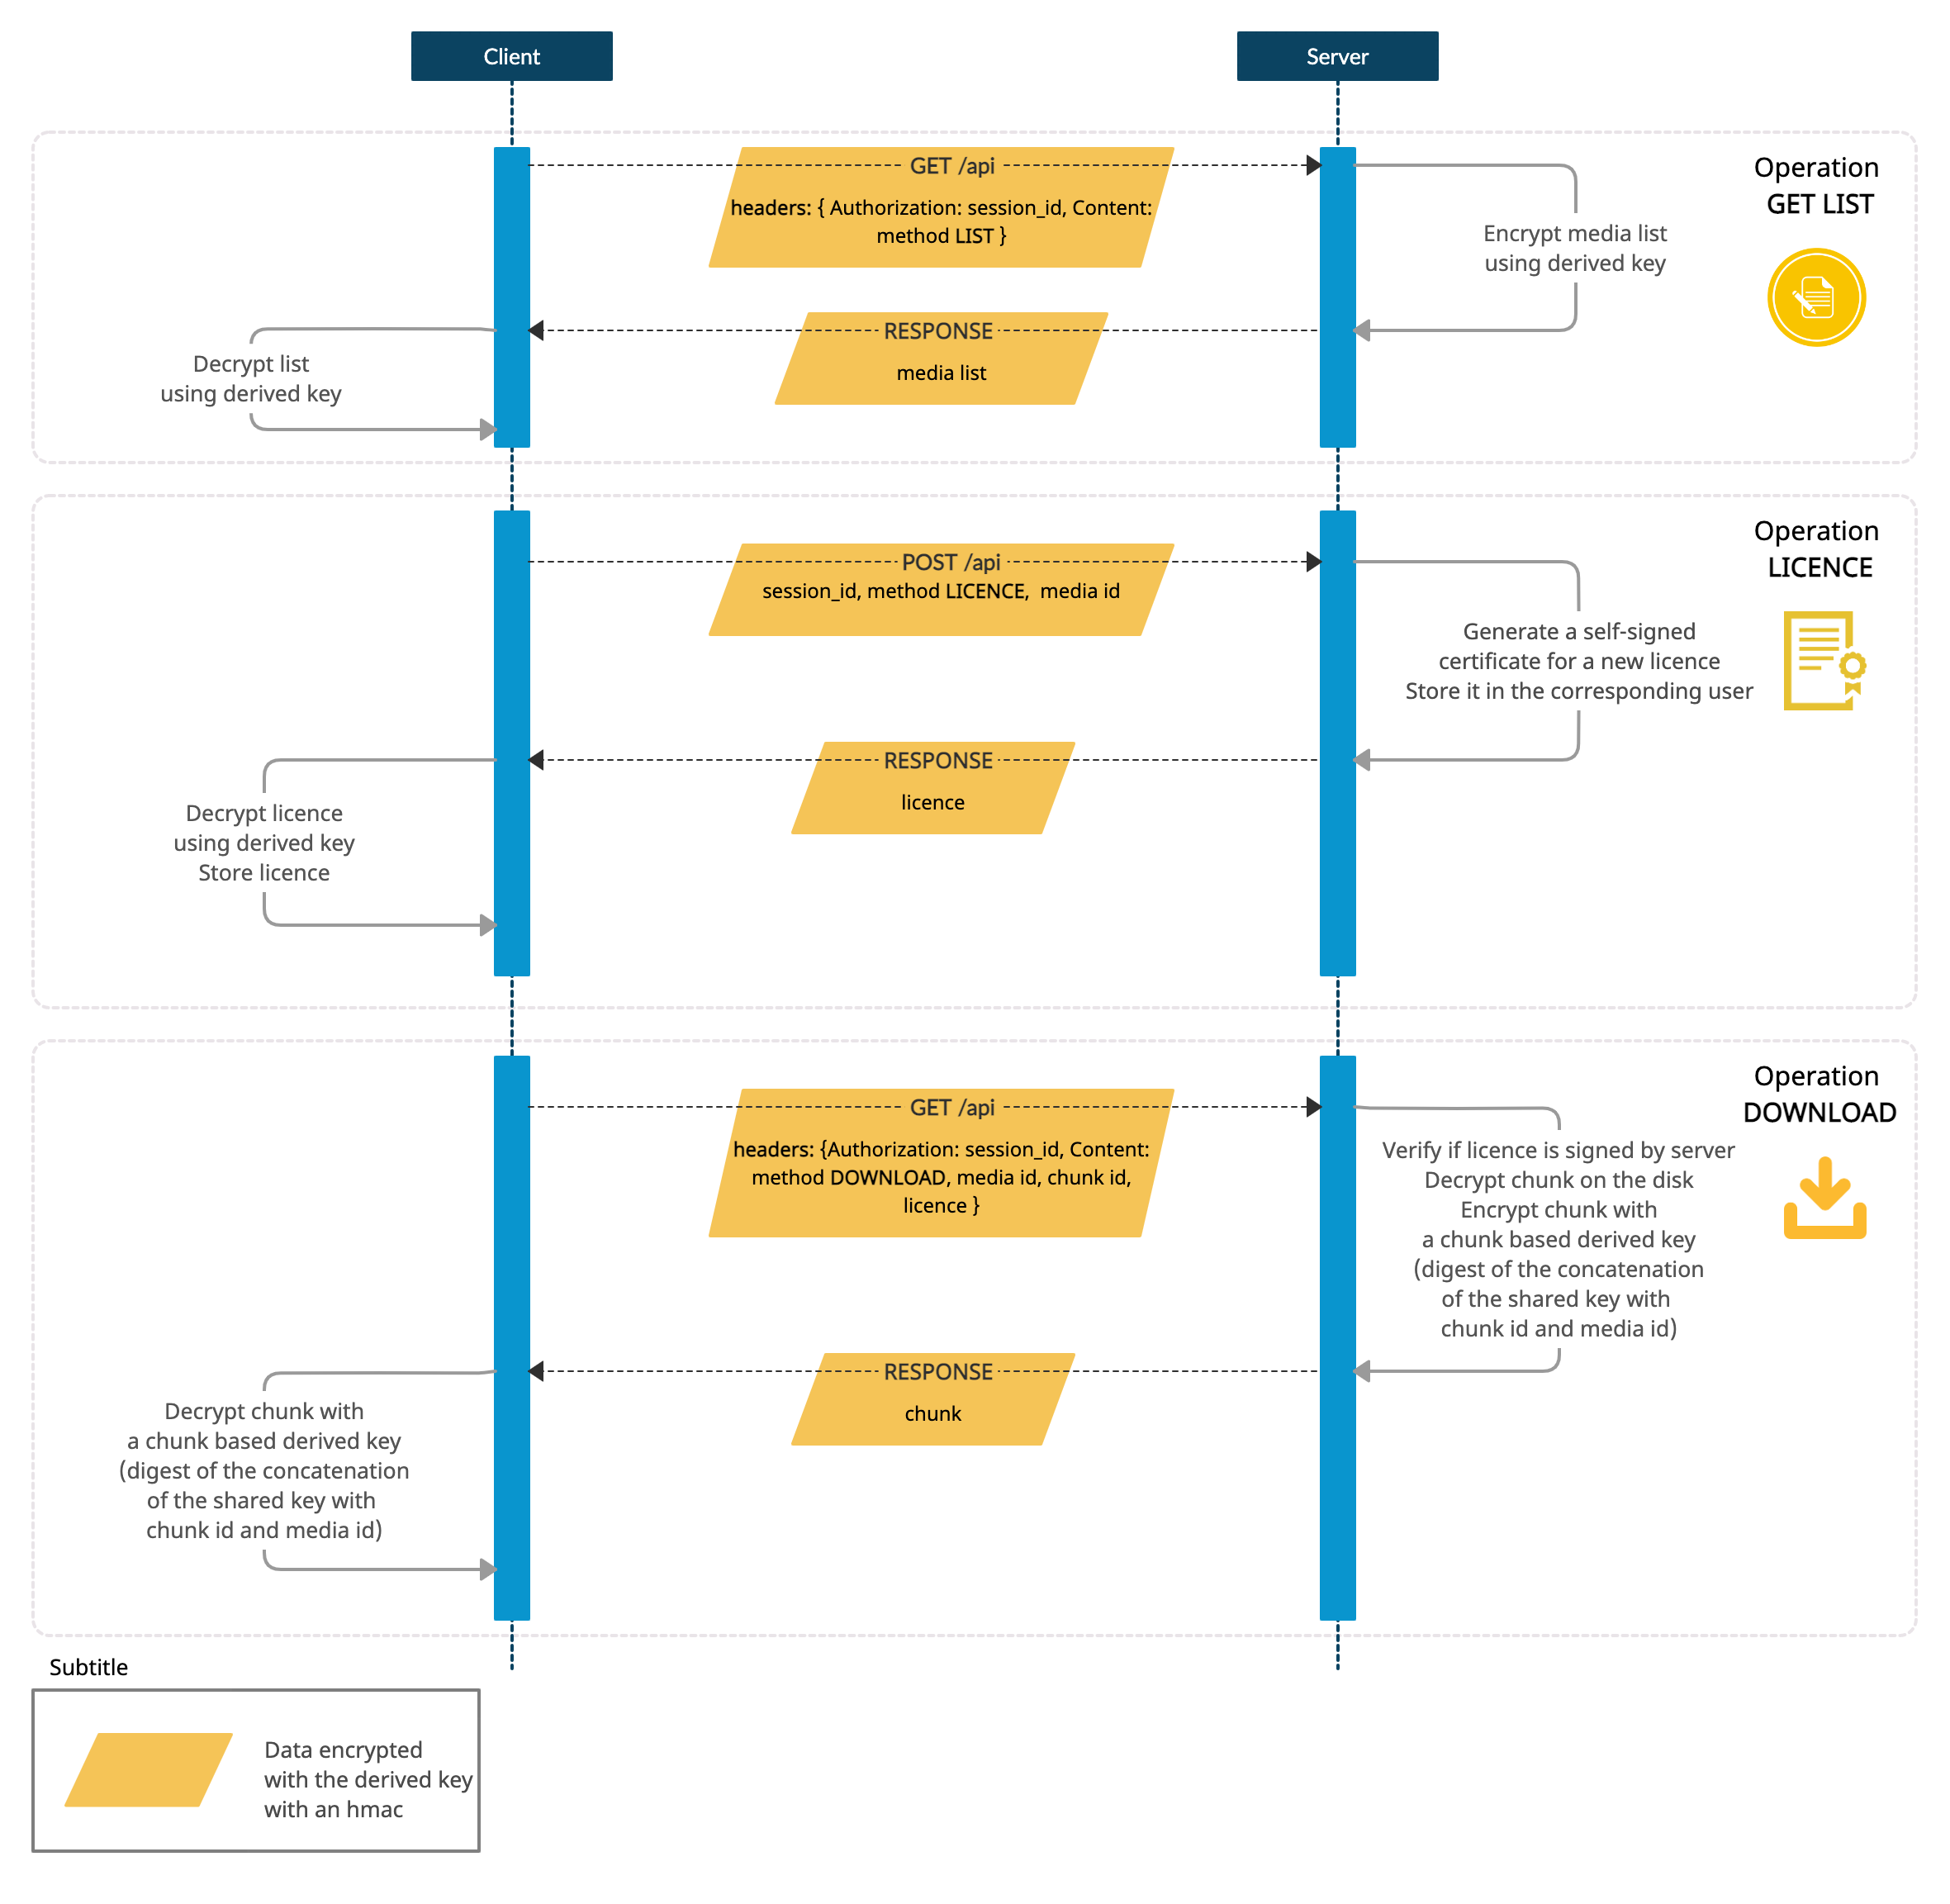 Client
Server
GET /api
headers: { Authorization: session_id, Content:
method LIST }
Encrypt media list
using derived key
Operation
GET LIST
RESPONSE
media list
Decrypt list
using derived key
Operation
LICENCE
POST /api
session_id, method LICENCE, media id
Generate a self-signed
certificate for a new licence
Store it in the corresponding user
RESPONSE
licence
Decrypt licence
using derived key
Store licence
Operation
DOWNLOAD
GET /api
headers: {Authorization: session_id, Content:
method DOWNLOAD, media id, chunk id,
licence }
Verify if licence is signed by server
Decrypt chunk on the disk
Encrypt chunk with
a chunk based derived key
(digest of the concatenation
of the shared key with
chunk id and media id)
RESPONSE
chunk
Decrypt chunk with
a chunk based derived key
(digest of the concatenation
of the shared key with
chunk id and media id)
Subtitle
Data encrypted
with the derived key
with an hmac